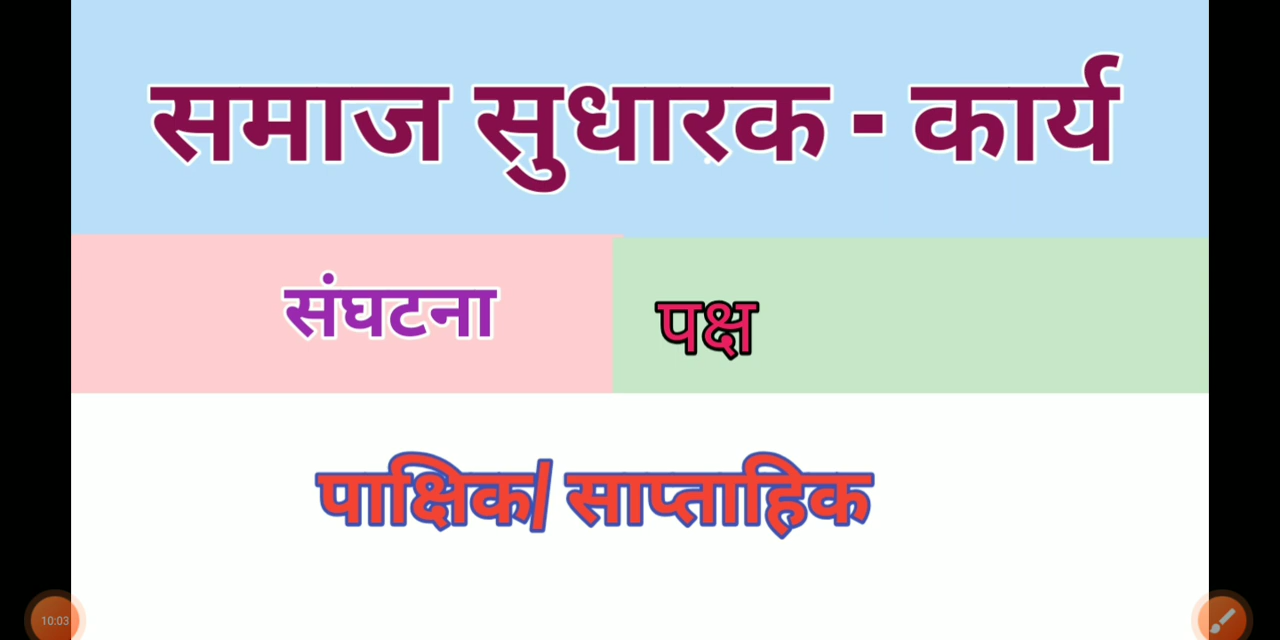 समाज सुधारक - कार्य
संघटना
पक्ष
पाक्षिक/ साप्ताहिक
10:03